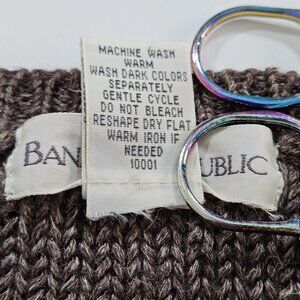 MACHINE WASH
WARM
WASH DARK COLORS
SEPARATELY
GENTLE CYCLE
DO NOT BLEACH
RESHAPE DRY FLAT
WARM IRON IF
NEEDED
10001
BAN UBLIC